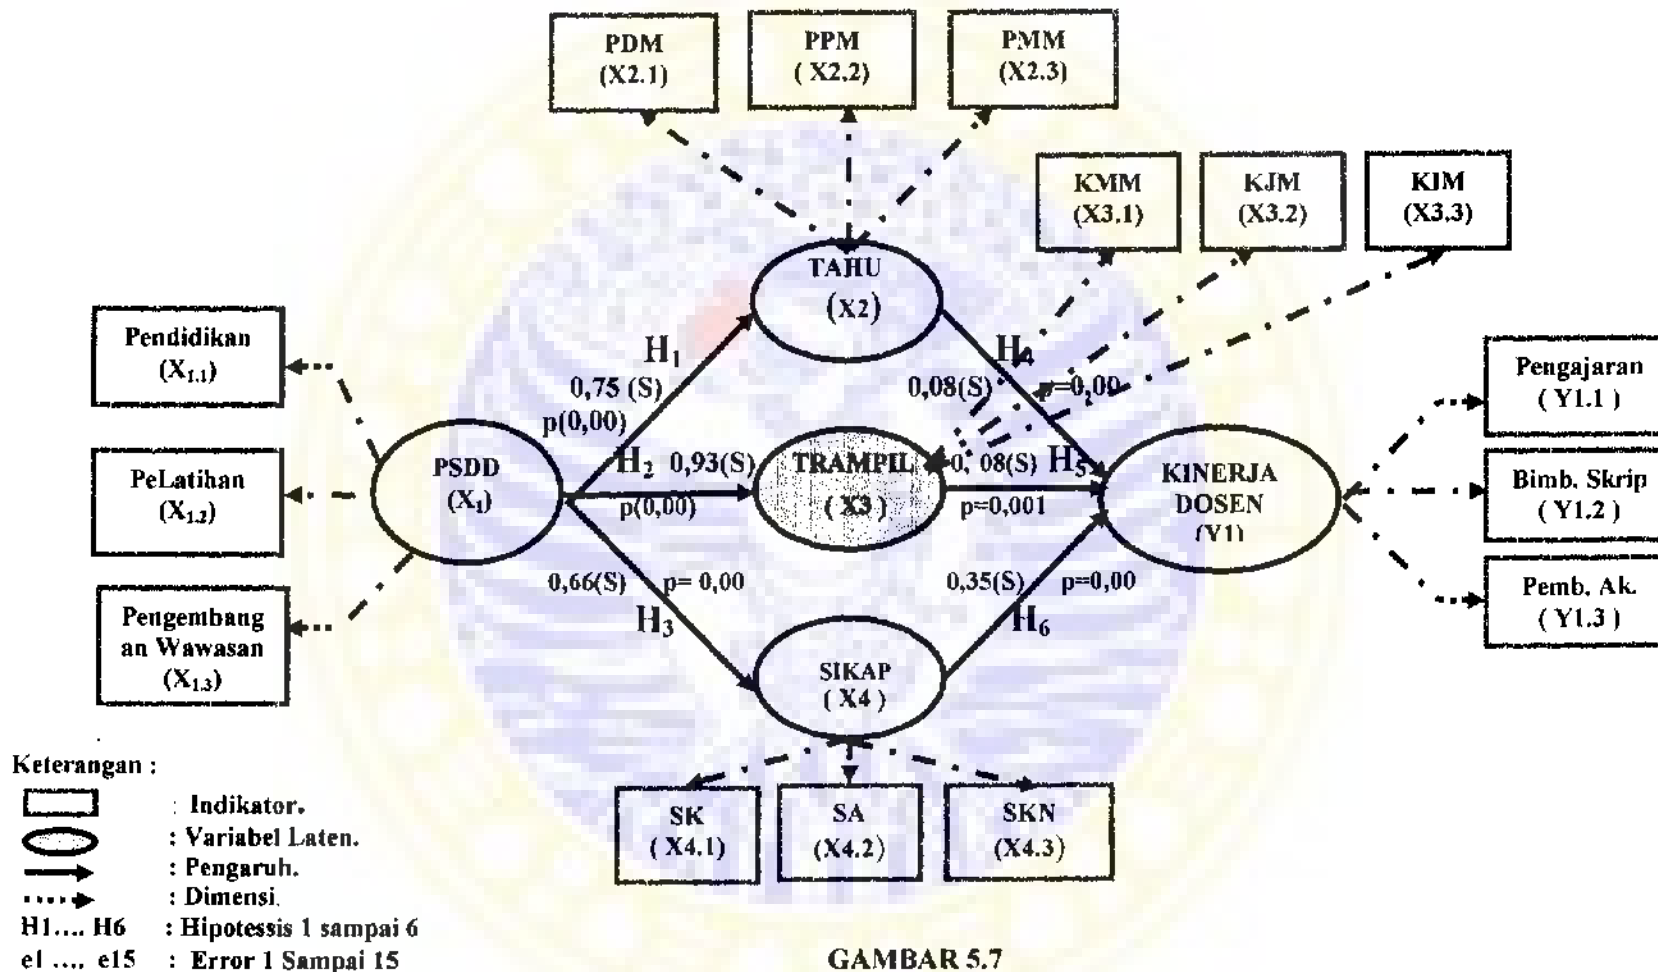 PDM
(X2.1)
PPM
( X2.2)
PMM
(X2.3)
KMM
(X3.1)
KJM
(X3.2)
KIM
(X3.3)
TAHU
(X2)
Pendidikan
(X1.1)
PeLatihan
(X1.2)
Pengembang
an Wawasan
(X1.3)
PSDD
(X1)
H1
0,75 (S)
p(0,00)
H2 0,93(S)
p(0,00)
0,66(S) p= 0,00
H3
TRAMPIL
( X3 )
SIKAP
( X4 )
H4
0,08(S) p=0,00
0, 08(S) H5
p=0,001
0,35(S) p=0,00
H6
KINERJA
DOSEN
(Y1)
Pengajaran
( Y1.1 )
Bimb. Skrip
( Y1.2 )
Pemb. Ak.
( Y1.3 )
SK
( X4.1)
SA
(X4.2)
SKN
(X4.3)
Keterangan :
: Indikator.
: Variabel Laten.
: Pengaruh.
: Dimensi.
H1.... H6 : Hipotessis 1 sampai 6
e1 .... e15 : Error 1 Sampai 15
GAMBAR 5.7